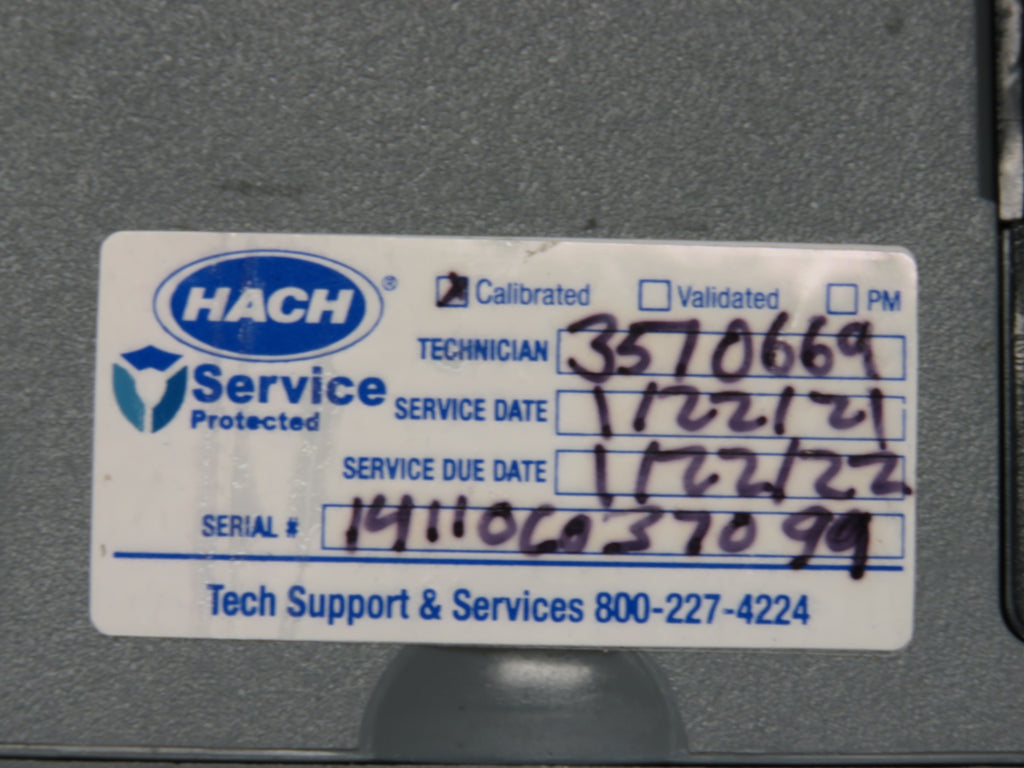 HACH®
Service
Protected
Calibrated Validated PM
TECHNICIAN 3570669
SERVICE DATE 1/22/21
SERVICE DUE DATE 1/22/22
SERIAL # 141106037099
Tech Support & Services 800-227-4224